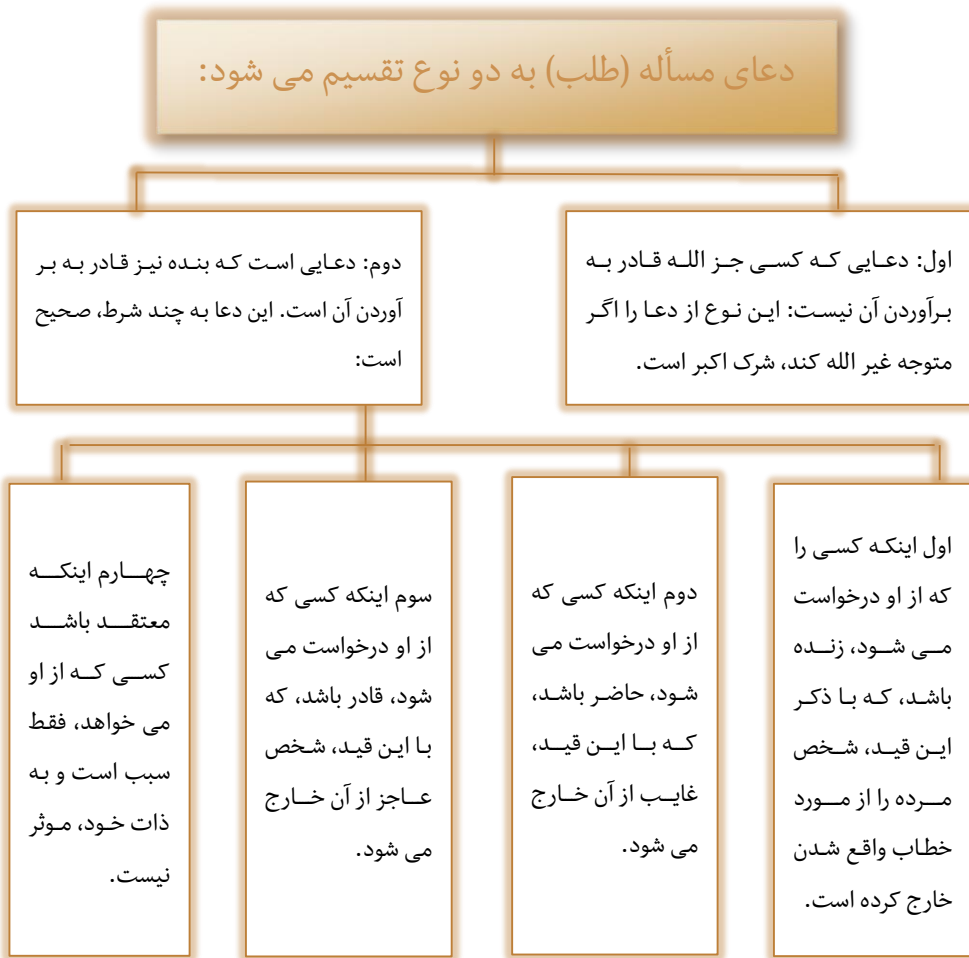 دعای مسأله (طلب) به دو نوع تقسیم می شود:
اول: دعایی که کسی جز الله قادر به
برآوردن آن نیست: این نوع از دعا را اگر
متوجه غیر الله کند، شرک اکبر است.
دوم: دعایی است که بنده نیز قادر به بر
آوردن آن است. این دعا به چند شرط، صحیح
است:
اول اینکه کسی را
که از او درخواست
می شود، زنده
باشد، که با ذکر
این قید، شخص
مرده را از مورد
خطاب واقع شدن
خارج کرده است.
دوم اینکه کسی که
از او درخواست می
شود، حاضر باشد،
که با این قید،
غایب از آن خارج
می شود.
سوم اینکه کسی که
از او درخواست می
شود، قادر باشد، که
با این قید، شخص
عاجز از آن خارج
می شود.
چهارم اینکه
معتقد باشد
کسی که از او
می خواهد، فقط
سبب است و به
ذات خود، موثر
نیست.